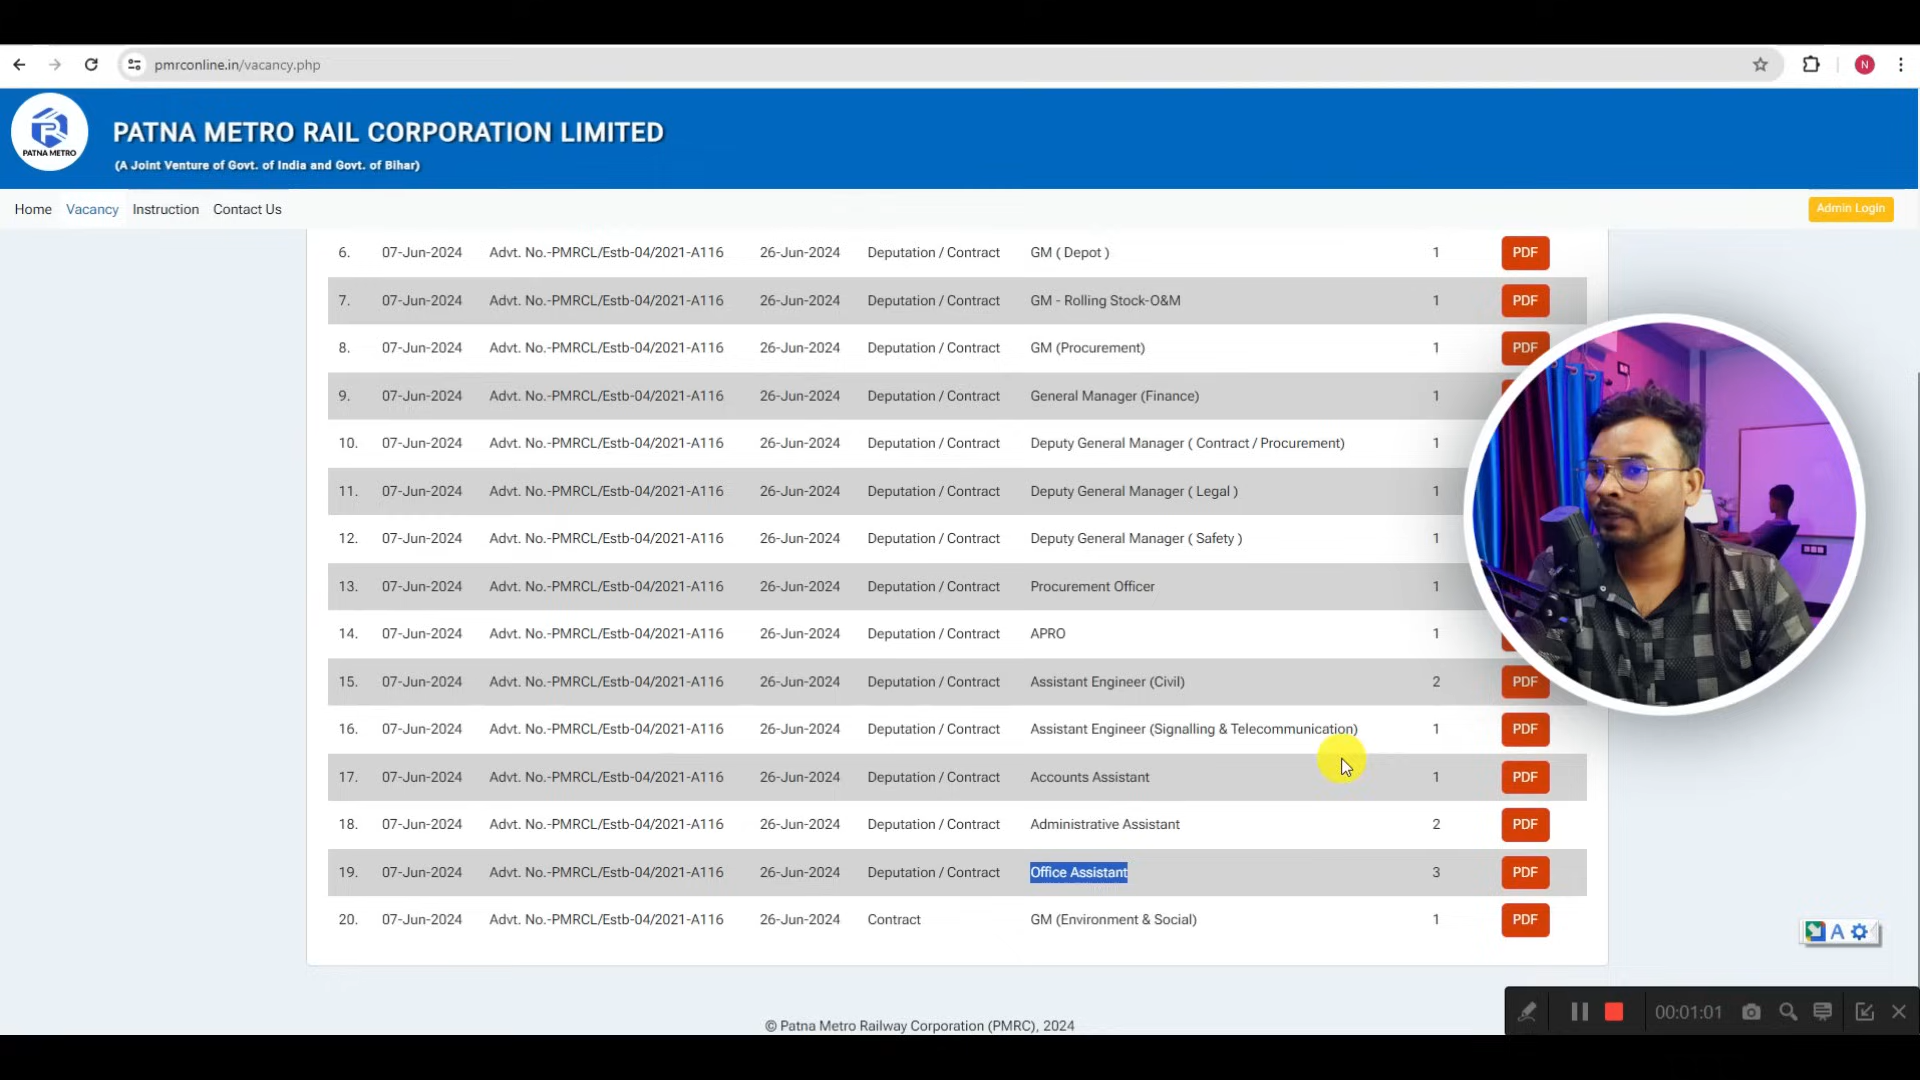 pmrconline.in/vacancy.php
N
PATNA METRO
PATNA METRO RAIL CORPORATION LIMITED
(A Joint Venture of Govt. of India and Govt. of Bihar)
Home Vacancy Instruction Contact Us Admin Login
6. 07-Jun-2024 Advt. No.-PMRCL/Estb-04/2021-A116 26-Jun-2024 Deputation / Contract GM ( Depot ) 1 PDF
7. 07-Jun-2024 Advt. No.-PMRCL/Estb-04/2021-A116 26-Jun-2024 Deputation / Contract GM - Rolling Stock-O&M 1 PDF
8. 07-Jun-2024 Advt. No.-PMRCL/Estb-04/2021-A116 26-Jun-2024 Deputation / Contract GM (Procurement) 1 PDF
9. 07-Jun-2024 Advt. No.-PMRCL/Estb-04/2021-A116 26-Jun-2024 Deputation / Contract General Manager (Finance) 1
10. 07-Jun-2024 Advt. No.-PMRCL/Estb-04/2021-A116 26-Jun-2024 Deputation / Contract Deputy General Manager ( Contract / Procurement) 1
11. 07-Jun-2024 Advt. No.-PMRCL/Estb-04/2021-A116 26-Jun-2024 Deputation / Contract Deputy General Manager ( Legal ) 1
12. 07-Jun-2024 Advt. No.-PMRCL/Estb-04/2021-A116 26-Jun-2024 Deputation / Contract Deputy General Manager ( Safety ) 1
13. 07-Jun-2024 Advt. No.-PMRCL/Estb-04/2021-A116 26-Jun-2024 Deputation / Contract Procurement Officer 1
14. 07-Jun-2024 Advt. No.-PMRCL/Estb-04/2021-A116 26-Jun-2024 Deputation / Contract APRO 1
15. 07-Jun-2024 Advt. No.-PMRCL/Estb-04/2021-A116 26-Jun-2024 Deputation / Contract Assistant Engineer (Civil) 2 PDF
16. 07-Jun-2024 Advt. No.-PMRCL/Estb-04/2021-A116 26-Jun-2024 Deputation / Contract Assistant Engineer (Signalling & Telecommunication) 1 PDF
17. 07-Jun-2024 Advt. No.-PMRCL/Estb-04/2021-A116 26-Jun-2024 Deputation / Contract Accounts Assistant 1 PDF
18. 07-Jun-2024 Advt. No.-PMRCL/Estb-04/2021-A116 26-Jun-2024 Deputation / Contract Administrative Assistant 2 PDF
19. 07-Jun-2024 Advt. No.-PMRCL/Estb-04/2021-A116 26-Jun-2024 Deputation / Contract Office Assistant 3 PDF
20. 07-Jun-2024 Advt. No.-PMRCL/Estb-04/2021-A116 26-Jun-2024 Contract GM (Environment & Social) 1 PDF
A
00:01:01
© Patna Metro Railway Corporation (PMRC), 2024